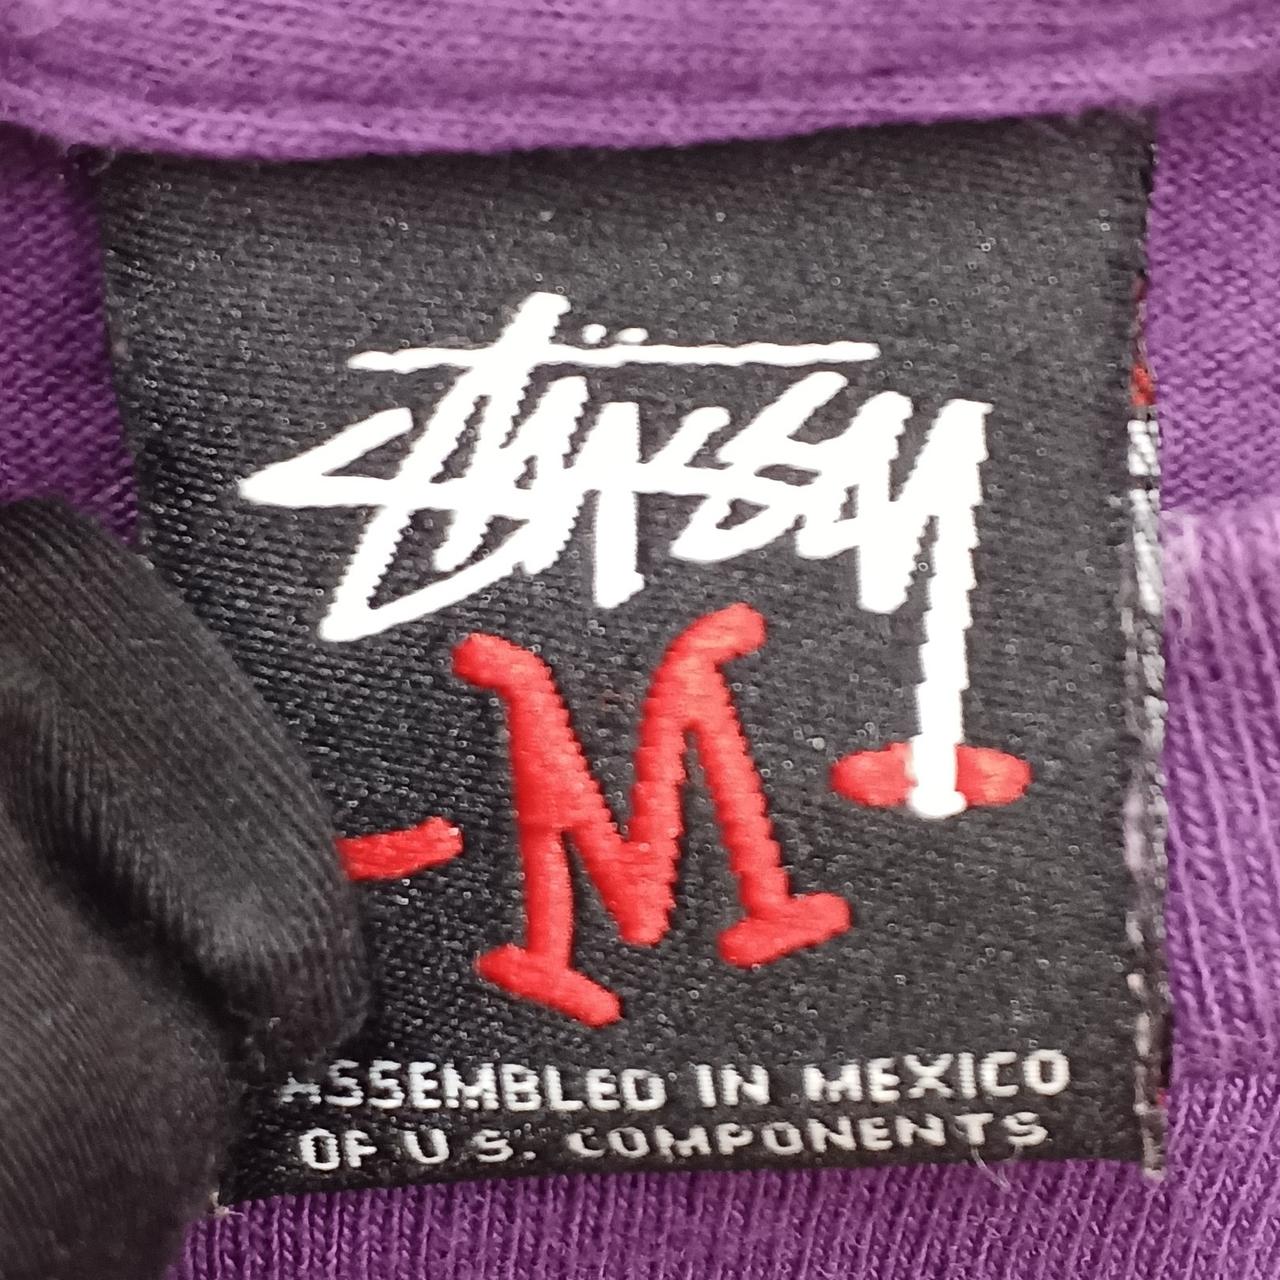 Stüssy
-M
ASSEMBLED IN MEXICO
OF U.S. COMPONENTS